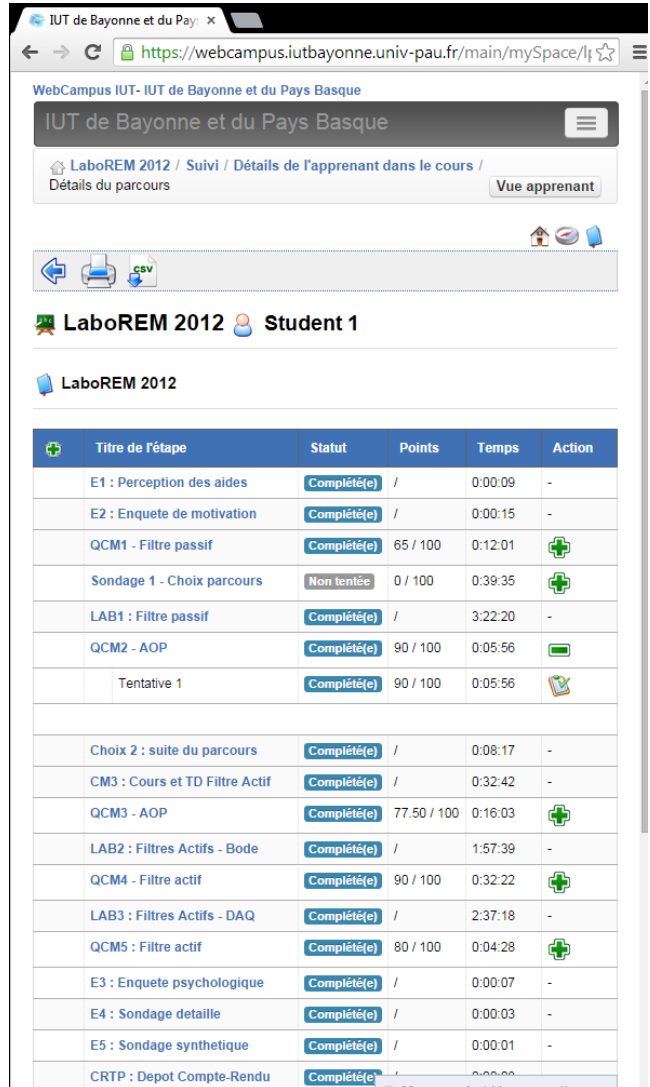 IUT de Bayonne et du Pay
https://webcampus.iutbayonne.univ-pau.fr/main/mySpace/lp
WebCampus IUT- IUT de Bayonne et du Pays Basque
IUT de Bayonne et du Pays Basque
LaboREM 2012 / Suivi / Détails de l'apprenant dans le cours /
Détails du parcours Vue apprenant
CSV
LaboREM 2012 Student 1
LaboREM 2012
Titre de l'étape Statut Points Temps Action
E1 : Perception des aides Complété(e) / 0:00:09 -
E2 : Enquete de motivation Complété(e) / 0:00:15 -
QCM1 - Filtre passif Complété(e) 65 / 100 0:12:01
Sondage 1 - Choix parcours Non tentée 0 / 100 0:39:35
LAB1 : Filtre passif Complété(e) / 3:22:20 -
QCM2 - AOP Complété(e) 90 / 100 0:05:56
Tentative 1 Complété(e) 90 / 100 0:05:56
Choix 2 : suite du parcours Complété(e) / 0:08:17 -
CM3 : Cours et TD Filtre Actif Complété(e) / 0:32:42 -
QCM3 - AOP Complété(e) 77.50 / 100 0:16:03
LAB2 : Filtres Actifs - Bode Complété(e) / 1:57:39 -
QCM4 - Filtre actif Complété(e) 90 / 100 0:32:22
LAB3 : Filtres Actifs - DAQ Complété(e) / 2:37:18 -
QCM5 : Filtre actif Complété(e) 80 / 100 0:04:28
E3 : Enquete psychologique Complété(e) / 0:00:07 -
E4 : Sondage detaille Complété(e) / 0:00:03 -
E5 : Sondage synthetique Complété(e) / 0:00:01 -
CRTP : Depot Compte-Rendu Complété(e)